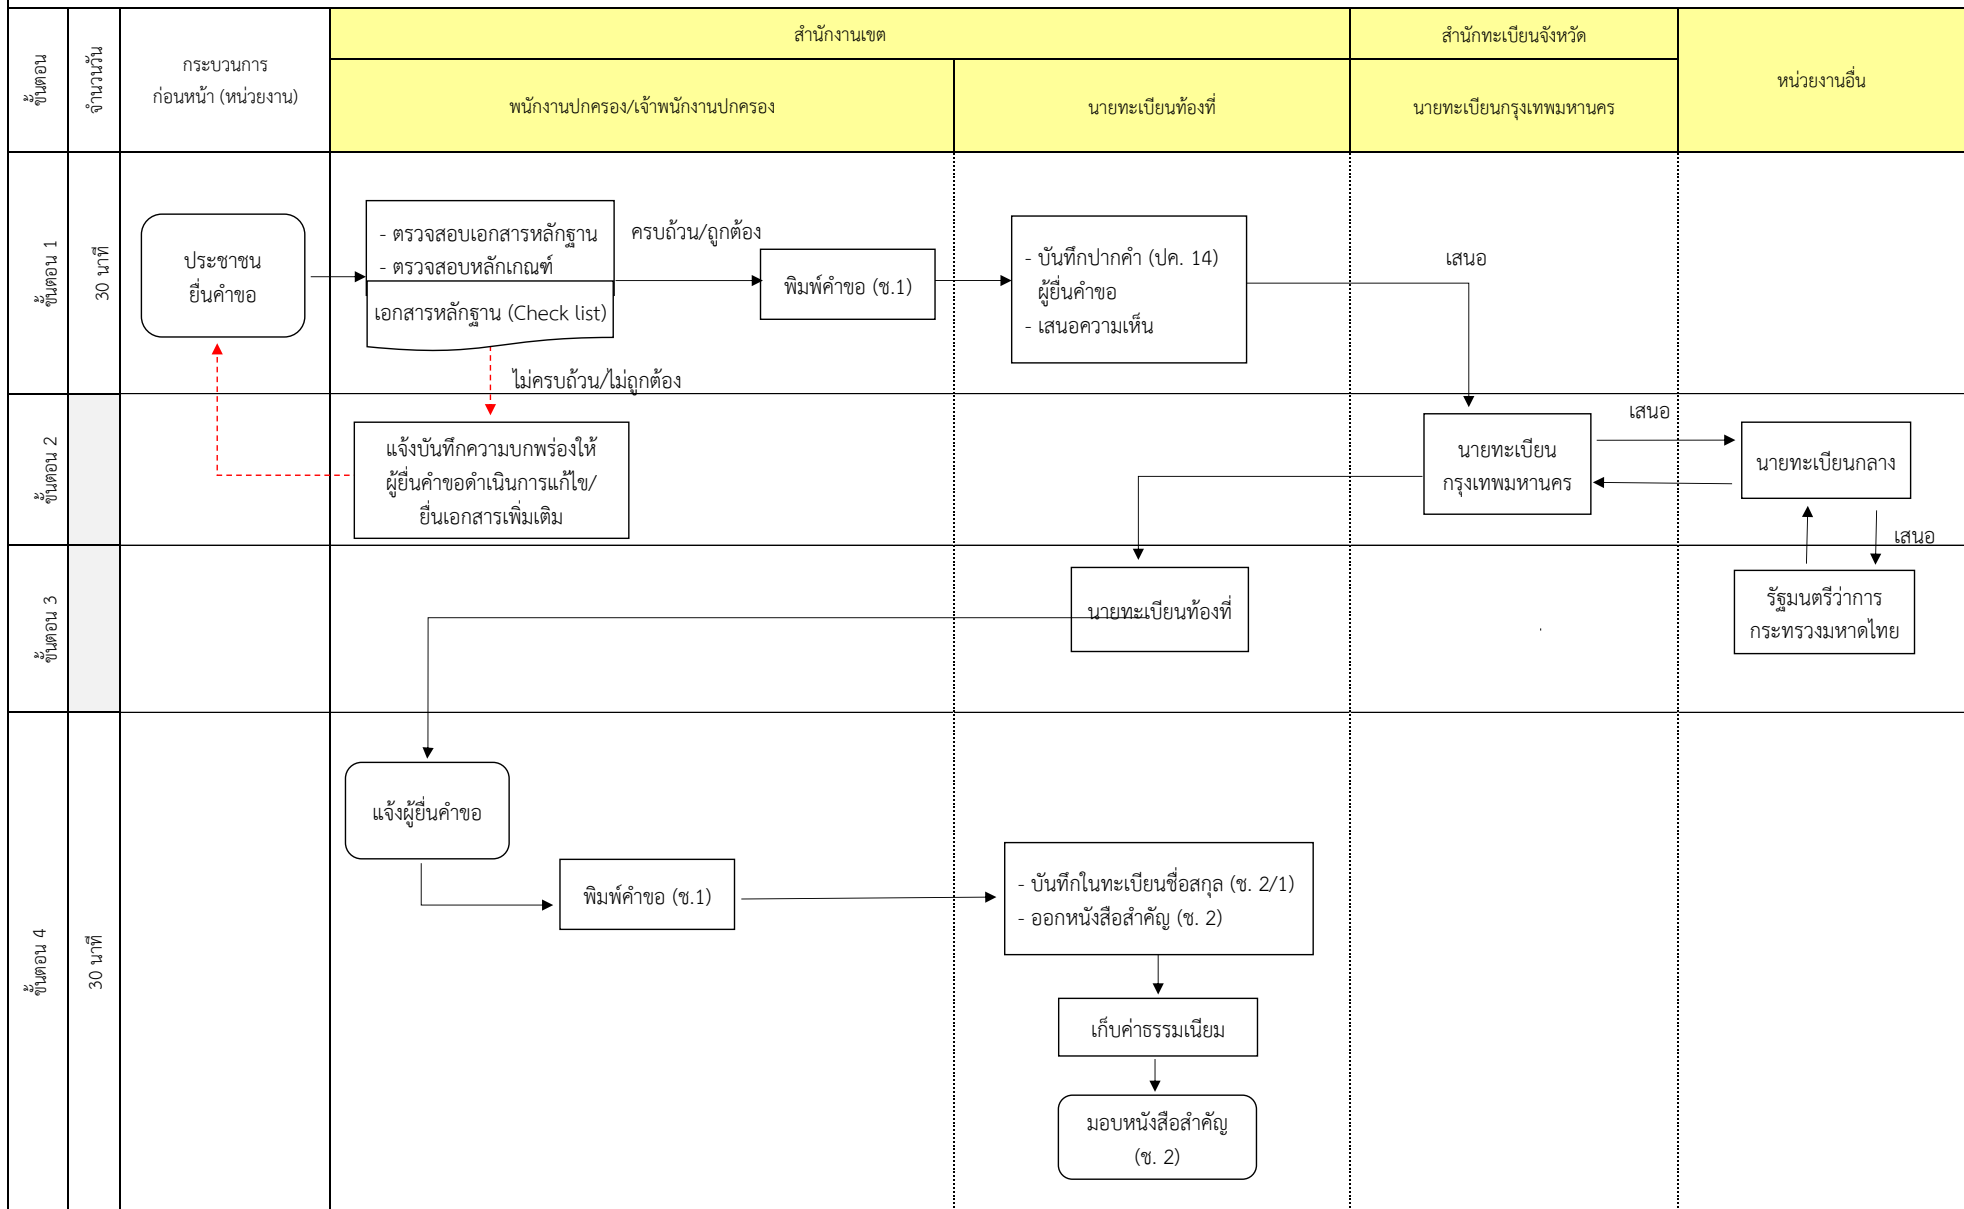 ขั้นตอน
จำนวนวัน
กระบวนการ
ก่อนหน้า (หน่วยงาน)
สำนักงานเขต
สำนักทะเบียนจังหวัด
หน่วยงานอื่น
พนักงานปกครอง/เจ้าพนักงานปกครอง
นายทะเบียนท้องที่
นายทะเบียนกรุงเทพมหานคร
ขั้นตอน 1
30 นาที
ประชาชน
ยื่นคำขอ
- ตรวจสอบเอกสารหลักฐาน
- ตรวจสอบหลักเกณฑ์
เอกสารหลักฐาน (Check list)
ครบถ้วน/ถูกต้อง
พิมพ์คำขอ (ช.1)
- บันทึกปากคำ (ปค. 14)
ผู้ยื่นคำขอ
- เสนอความเห็น
เสนอ
ไม่ครบถ้วน/ไม่ถูกต้อง
ขั้นตอน 2
แจ้งบันทึกความบกพร่องให้
ผู้ยื่นคำขอดำเนินการแก้ไข/
ยื่นเอกสารเพิ่มเติม
นายทะเบียน
กรุงเทพมหานคร
เสนอ
นายทะเบียนกลาง
เสนอ
ขั้นตอน 3
นายทะเบียนท้องที่
รัฐมนตรีว่าการ
กระทรวงมหาดไทย
ขั้นตอน 4
30 นาที
แจ้งผู้ยื่นคำขอ
พิมพ์คำขอ (ช.1)
- บันทึกในทะเบียนชื่อสกุล (ช. 2/1)
- ออกหนังสือสำคัญ (ช. 2)
เก็บค่าธรรมเนียม
มอบหนังสือสำคัญ
(ช. 2)